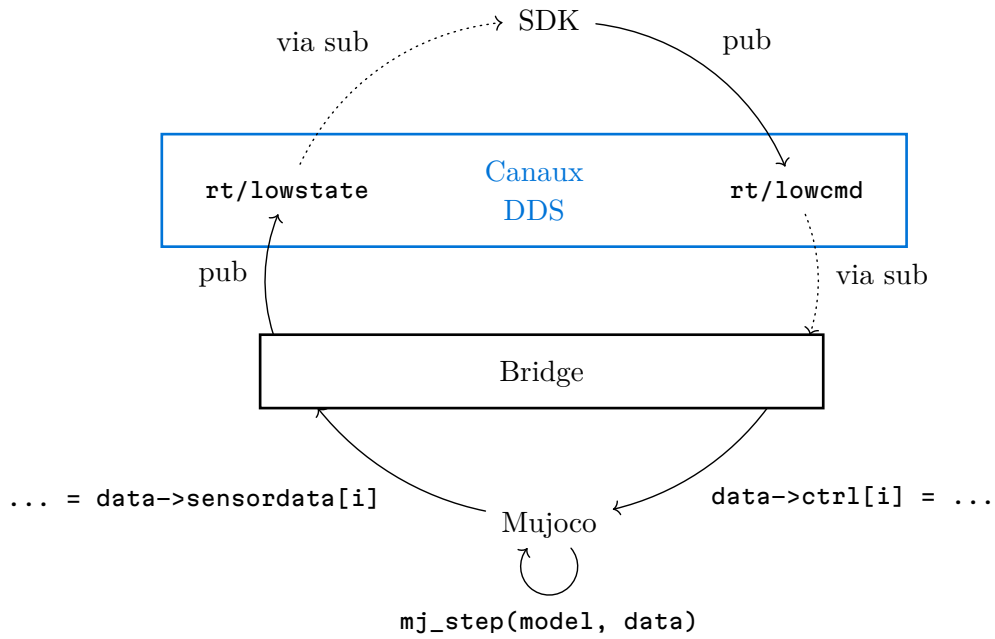 SDK
via sub
pub
Canaux
DDS
rt/lowstate
rt/lowcmd
pub
via sub
Bridge
... = data->sensordata[i]
data->ctrl[i] = ...
Mujoco
mj_step(model, data)